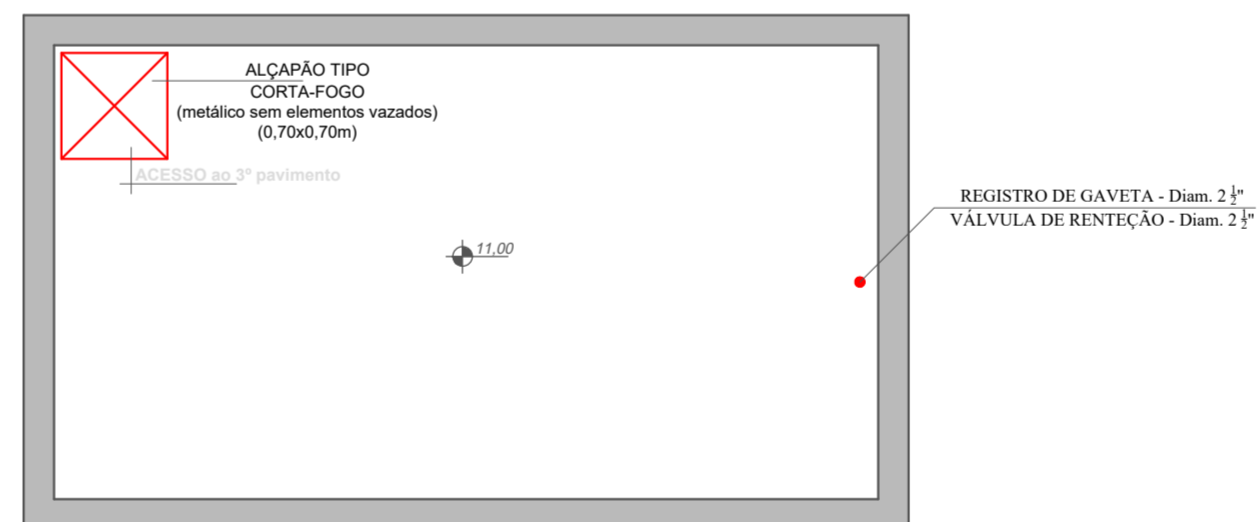 ALÇAPÃO TIPO
CORTA-FOGO
(metálico sem elementos vazados)
(0,70x0,70m)
ACESSO ao 3º pavimento
11,00
REGISTRO DE GAVETA - Diam. 2 ½"
VÁLVULA DE RENTEÇÃO - Diam. 2 ½"